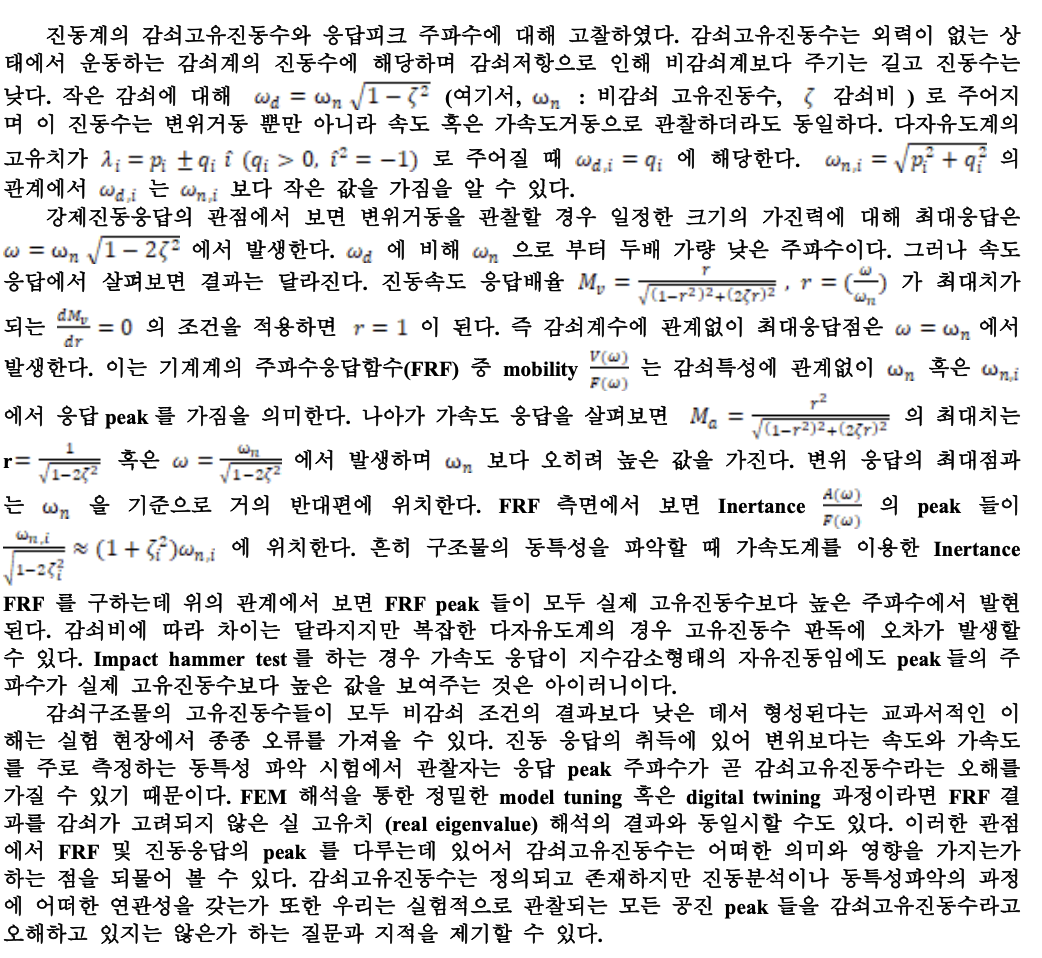 진동계의 감쇠고유진동수와 응답피크 주파수에 대해 고찰하였다. 감쇠고유진동수는 외력이 없는 상
태에서 운동하는 감쇠계의 진동수에 해당하며 감쇠저항으로 인해 비감쇠계보다 주기는 길고 진동수는
낮다. 작은 감쇠에 대해 ω_d = ω_n √(1−ζ²) (여기서, ω_n : 비감쇠 고유진동수, ζ 감쇠비 ) 로 주어지
며 이 진동수는 변위거동 뿐만 아니라 속도 혹은 가속도거동으로 관찰하더라도 동일하다. 다자유도계의
고유치가 λ_i = p_i ± q_i î (q_i > 0, î² = −1) 로 주어질 때 ω_{d,i} = q_i 에 해당한다. ω_{n,i} = √(p_i² + q_i²) 의
관계에서 ω_{d,i} 는 ω_{n,i} 보다 작은 값을 가짐을 알 수 있다.
강제진동응답의 관점에서 보면 변위거동을 관찰할 경우 일정한 크기의 가진력에 대해 최대응답은
ω = ω_n √(1−2ζ²) 에서 발생한다. ω_d 에 비해 ω_n 으로 부터 두배 가량 낮은 주파수이다. 그러나 속도
응답에서 살펴보면 결과는 달라진다. 진동속도 응답배율 M_v = r/√((1−r²)²+(2ζr)²) , r = (ω/ω_n) 가 최대치가
되는 dM_v/dr = 0 의 조건을 적용하면 r = 1 이 된다. 즉 감쇠계수에 관계없이 최대응답점은 ω = ω_n 에서
발생한다. 이는 기계계의 주파수응답함수(FRF) 중 mobility V(ω)/F(ω) 는 감쇠특성에 관계없이 ω_n 혹은 ω_{n,i}
에서 응답 peak 를 가짐을 의미한다. 나아가 가속도 응답을 살펴보면 M_a = r²/√((1−r²)²+(2ζr)²) 의 최대치는
r= 1/√(1−2ζ²) 혹은 ω = ω_n/√(1−2ζ²) 에서 발생하며 ω_n 보다 오히려 높은 값을 가진다. 변위 응답의 최대점과
는 ω_n 을 기준으로 거의 반대편에 위치한다. FRF 측면에서 보면 Inertance A(ω)/F(ω) 의 peak 들이
ω_{n,i}/√(1−2ζ_i²) ≈ (1 + ζ_i²)ω_{n,i} 에 위치한다. 흔히 구조물의 동특성을 파악할 때 가속도계를 이용한 Inertance
FRF 를 구하는데 위의 관계에서 보면 FRF peak 들이 모두 실제 고유진동수보다 높은 주파수에서 발현
된다. 감쇠비에 따라 차이는 달라지지만 복잡한 다자유도계의 경우 고유진동수 판독에 오차가 발생할
수 있다. Impact hammer test 를 하는 경우 가속도 응답이 지수감소형태의 자유진동임에도 peak 들의 주
파수가 실제 고유진동수보다 높은 값을 보여주는 것은 아이러니이다.
감쇠구조물의 고유진동수들이 모두 비감쇠 조건의 결과보다 낮은 데서 형성된다는 교과서적인 이
해는 실험 현장에서 종종 오류를 가져올 수 있다. 진동 응답의 취득에 있어 변위보다는 속도와 가속도
를 주로 측정하는 동특성 파악 시험에서 관찰자는 응답 peak 주파수가 곧 감쇠고유진동수라는 오해를
가질 수 있기 때문이다. FEM 해석을 통한 정밀한 model tuning 혹은 digital twining 과정이라면 FRF 결
과를 감쇠가 고려되지 않은 실 고유치 (real eigenvalue) 해석의 결과와 동일시할 수도 있다. 이러한 관점
에서 FRF 및 진동응답의 peak 를 다루는데 있어서 감쇠고유진동수는 어떠한 의미와 영향을 가지는가
하는 점을 되물어 볼 수 있다. 감쇠고유진동수는 정의되고 존재하지만 진동분석이나 동특성파악의 과정
에 어떠한 연관성을 갖는가 또한 우리는 실험적으로 관찰되는 모든 공진 peak 들을 감쇠고유진동수라고
오해하고 있지는 않은가 하는 질문과 지적을 제기할 수 있다.